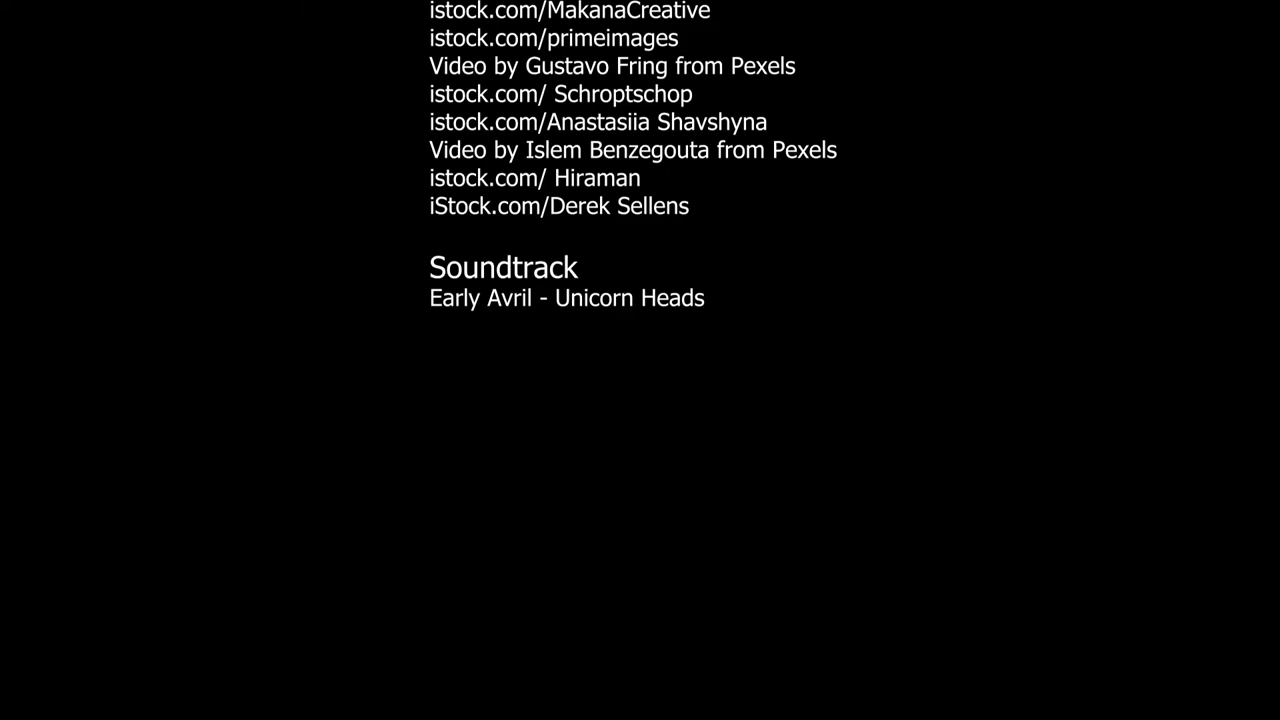 istock.com/MakanaCreative
istock.com/primeimages
Video by Gustavo Fring from Pexels
istock.com/ Schroptschop
istock.com/Anastasiia Shavshyna
Video by Islem Benzegouta from Pexels
istock.com/ Hiraman
iStock.com/Derek Sellens
Soundtrack
Early Avril - Unicorn Heads